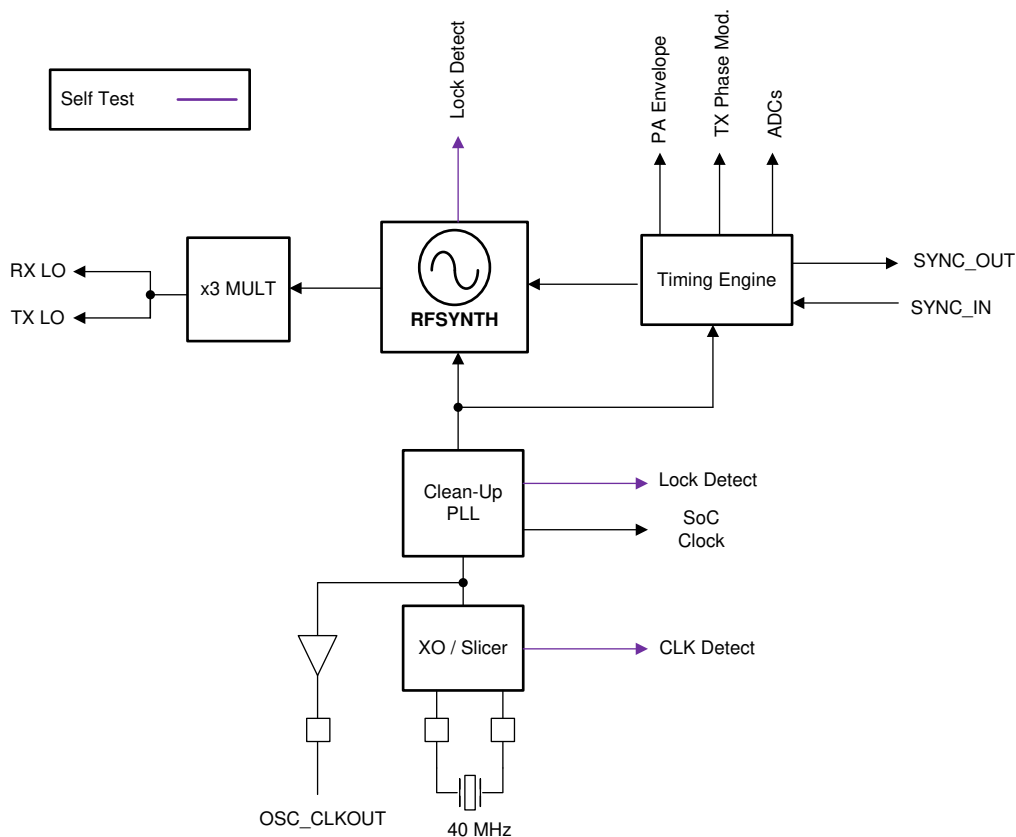 Lock Detect
PA Envelope
TX Phase Mod.
ADCs
Self Test
RX LO
TX LO
x3 MULT
RFSYNTH
Timing Engine
SYNC_OUT
SYNC_IN
Clean-Up
PLL
Lock Detect
SoC
Clock
XO / Slicer
CLK Detect
OSC_CLKOUT
40 MHz